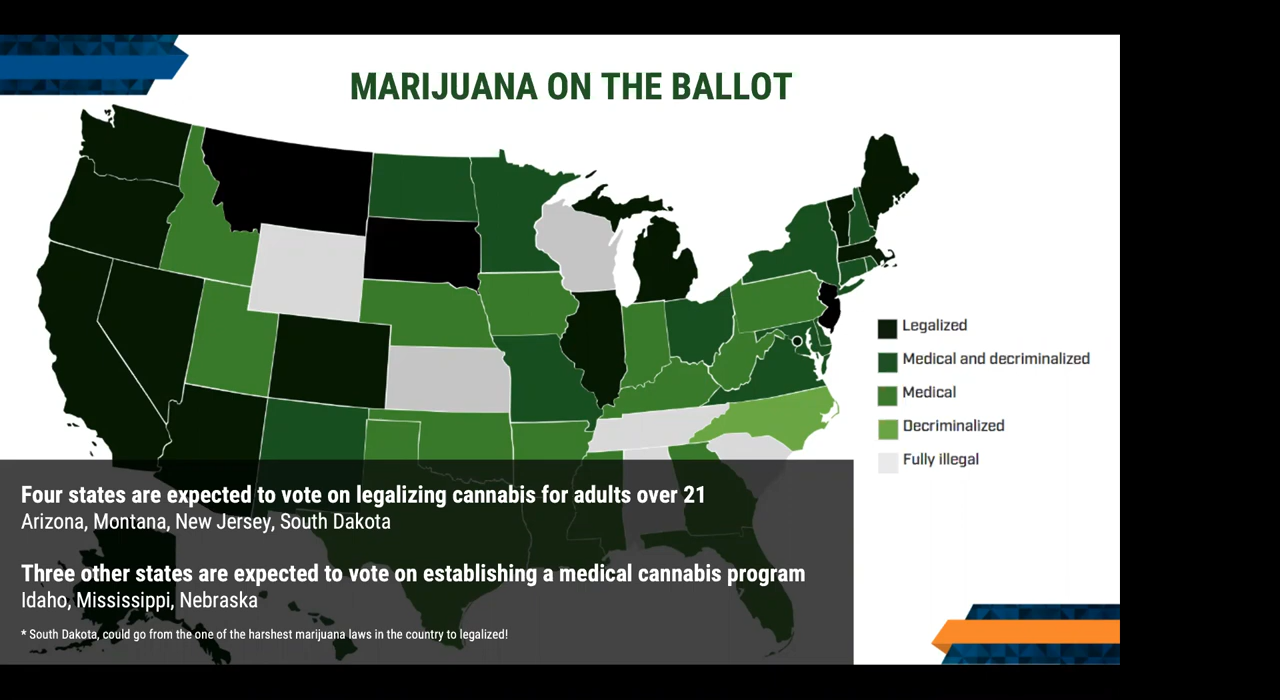 MARIJUANA ON THE BALLOT
Legalized
Medical and decriminalized
Medical
Decriminalized
Fully illegal
Four states are expected to vote on legalizing cannabis for adults over 21
Arizona, Montana, New Jersey, South Dakota
Three other states are expected to vote on establishing a medical cannabis program
Idaho, Mississippi, Nebraska
* South Dakota, could go from the one of the harshest marijuana laws in the country to legalized!